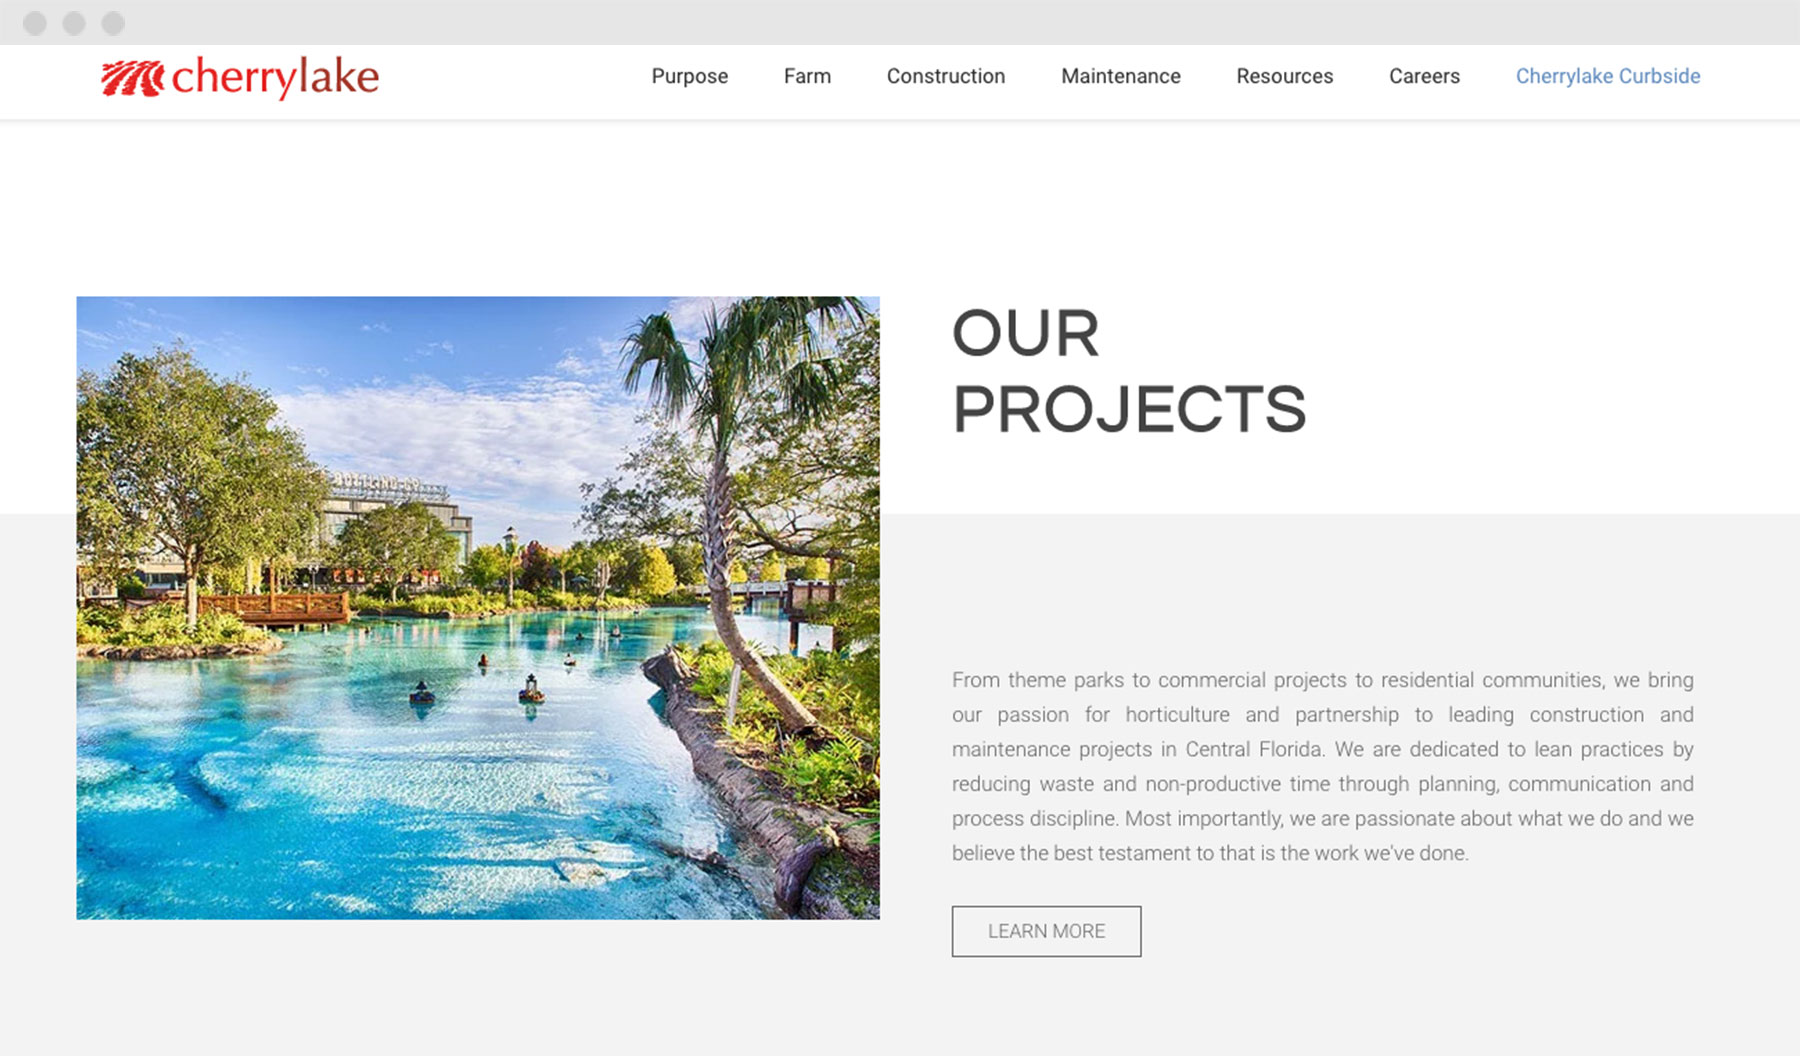 cherrylake
Purpose
Farm
Construction
Maintenance
Resources
Careers
Cherrylake Curbside
BOTTLING CO
OUR
PROJECTS
From theme parks to commercial projects to residential communities, we bring
our passion for horticulture and partnership to leading construction and
maintenance projects in Central Florida. We are dedicated to lean practices by
reducing waste and non-productive time through planning, communication and
process discipline. Most importantly, we are passionate about what we do and we
believe the best testament to that is the work we've done.
LEARN MORE